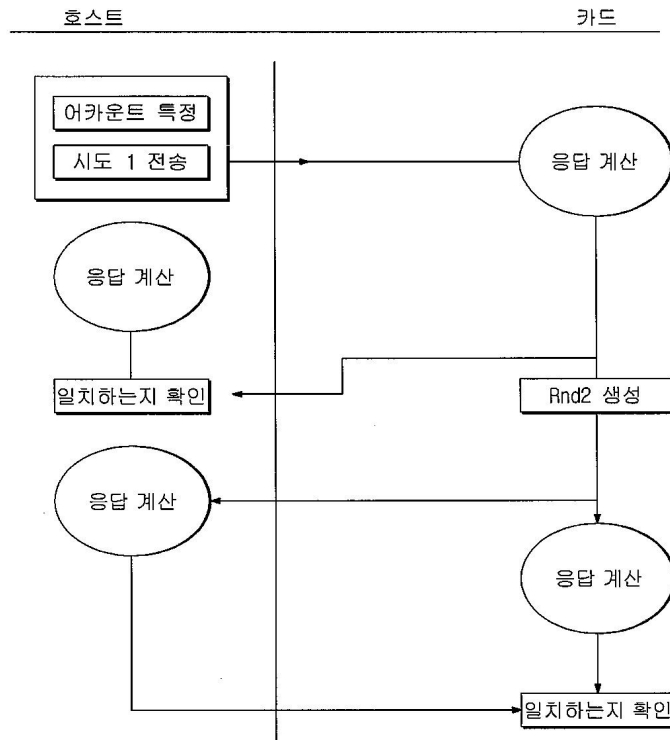 호스트
카드
어카운트 특정
시도 1 전송
응답 계산
응답 계산
일치하는지 확인
Rnd2 생성
응답 계산
응답 계산
일치하는지 확인